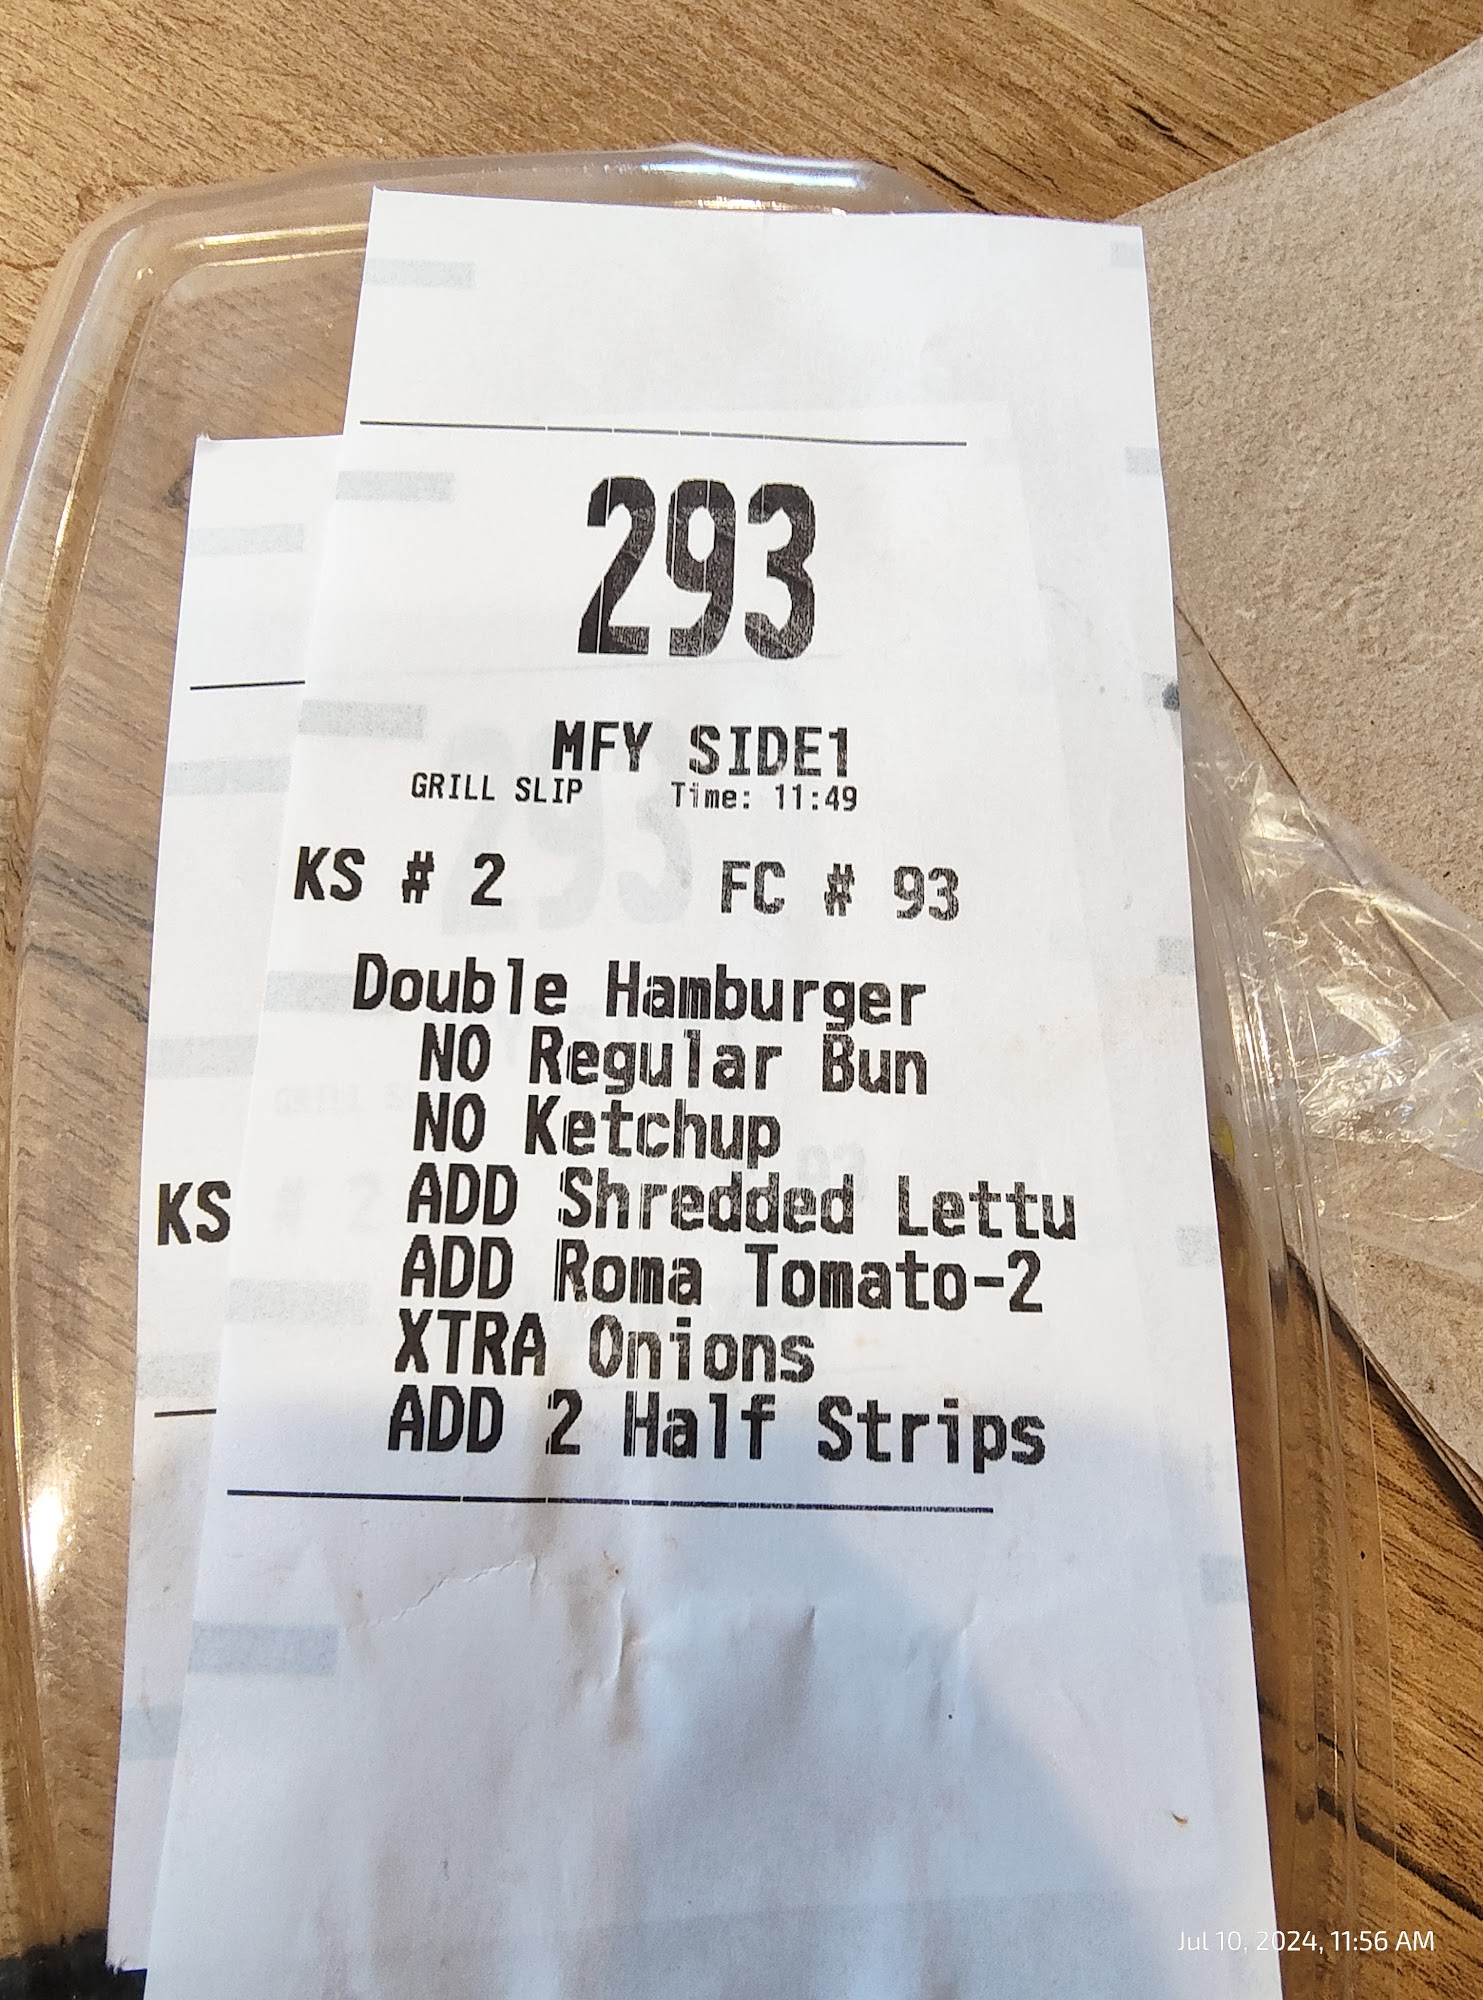 293
MFY SIDE1
GRILL SLIP Time: 11:49
KS # 2 FC # 93
Double Hamburger
NO Regular Bun
NO Ketchup
ADD Shredded Lettu
ADD Roma Tomato-2
XTRA Onions
ADD 2 Half Strips
KS
Jul 10, 2024, 11:56 AM